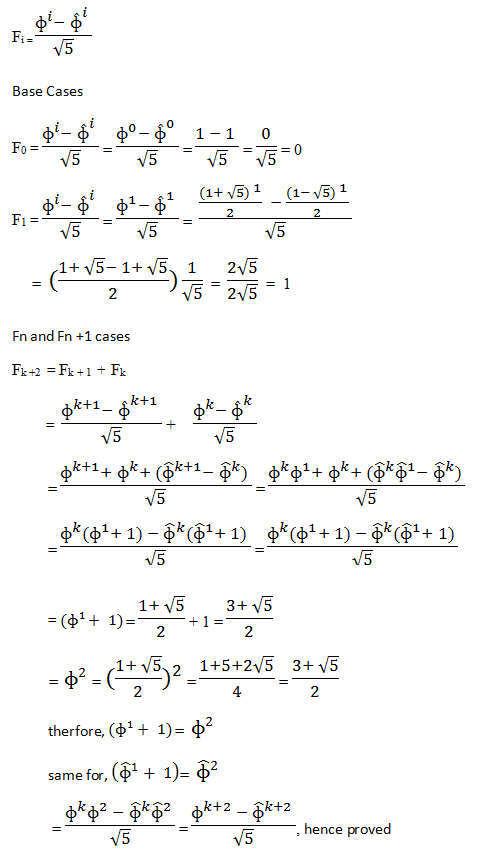 Fᵢ = (ϕⁱ − ϕ̂ⁱ)/√5
Base Cases
F₀ = (ϕⁱ − ϕ̂ⁱ)/√5 = (ϕ⁰ − ϕ̂⁰)/√5 = (1 − 1)/√5 = 0/√5 = 0
F₁ = (ϕⁱ − ϕ̂ⁱ)/√5 = (ϕ¹ − ϕ̂¹)/√5 = ((1+ √5)¹/2 − (1− √5)¹/2)/√5
= ((1+ √5 − 1+ √5)/2) 1/√5 = 2√5/2√5 = 1
Fn and Fn +1 cases
Fₖ₊₂ = Fₖ₊₁ + Fₖ
= (ϕᵏ⁺¹ − ϕ̂ᵏ⁺¹)/√5 + (ϕᵏ − ϕ̂ᵏ)/√5
= (ϕᵏ⁺¹ + ϕᵏ + (ϕ̂ᵏ⁺¹ − ϕ̂ᵏ))/√5 = (ϕᵏϕ¹ + ϕᵏ + (ϕ̂ᵏϕ̂¹ − ϕ̂ᵏ))/√5
= (ϕᵏ(ϕ¹ + 1) − ϕ̂ᵏ(ϕ̂¹ + 1))/√5 = (ϕᵏ(ϕ¹ + 1) − ϕ̂ᵏ(ϕ̂¹ + 1))/√5
= (ϕ¹ + 1) = (1+ √5)/2 + 1 = (3+ √5)/2
= ϕ² = ((1+ √5)/2)² = (1+5+2√5)/4 = (3+ √5)/2
therfore, (ϕ¹ + 1) = ϕ²
same for, (ϕ̂¹ + 1) = ϕ̂²
= (ϕᵏϕ² − ϕ̂ᵏϕ̂²)/√5 = (ϕᵏ⁺² − ϕ̂ᵏ⁺²)/√5, hence proved